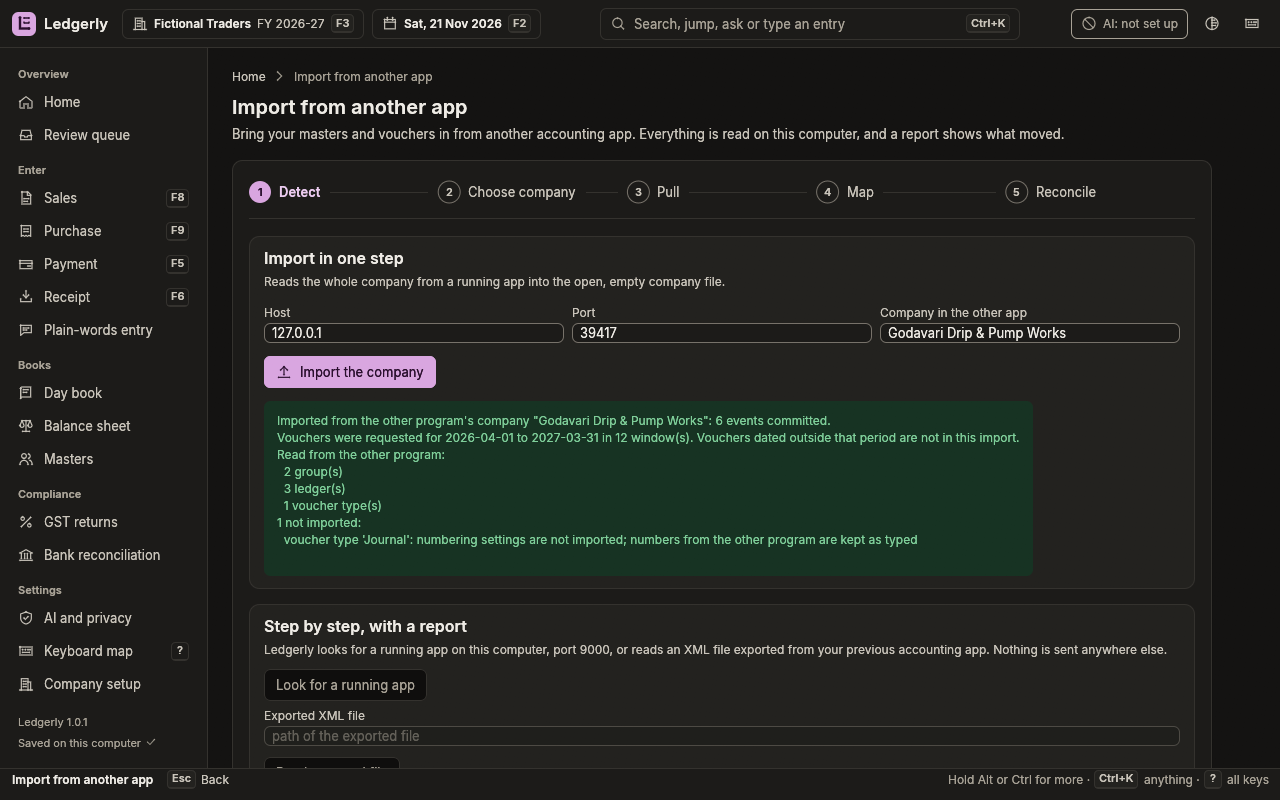 Ledgerly
Fictional Traders FY 2026-27 F3
Sat, 21 Nov 2026 F2
Search, jump, ask or type an entry Ctrl+K
AI: not set up
Overview
Home
Review queue
Enter
Sales F8
Purchase F9
Payment F5
Receipt F6
Plain-words entry
Books
Day book
Balance sheet
Masters
Compliance
GST returns
Bank reconciliation
Settings
AI and privacy
Keyboard map ?
Company setup
Ledgerly 1.0.1
Saved on this computer
Home > Import from another app
Import from another app
Bring your masters and vouchers in from another accounting app. Everything is read on this computer, and a report shows what moved.
1 Detect
2 Choose company
3 Pull
4 Map
5 Reconcile
Import in one step
Reads the whole company from a running app into the open, empty company file.
Host Port Company in the other app
127.0.0.1 39417 Godavari Drip & Pump Works
Import the company
Imported from the other program's company "Godavari Drip & Pump Works": 6 events committed.
Vouchers were requested for 2026-04-01 to 2027-03-31 in 12 window(s). Vouchers dated outside that period are not in this import.
Read from the other program:
2 group(s)
3 ledger(s)
1 voucher type(s)
1 not imported:
voucher type 'Journal': numbering settings are not imported; numbers from the other program are kept as typed
Step by step, with a report
Ledgerly looks for a running app on this computer, port 9000, or reads an XML file exported from your previous accounting app. Nothing is sent anywhere else.
Look for a running app
Exported XML file
path of the exported file
Import from another app Esc Back
Hold Alt or Ctrl for more · Ctrl+K anything · ? all keys